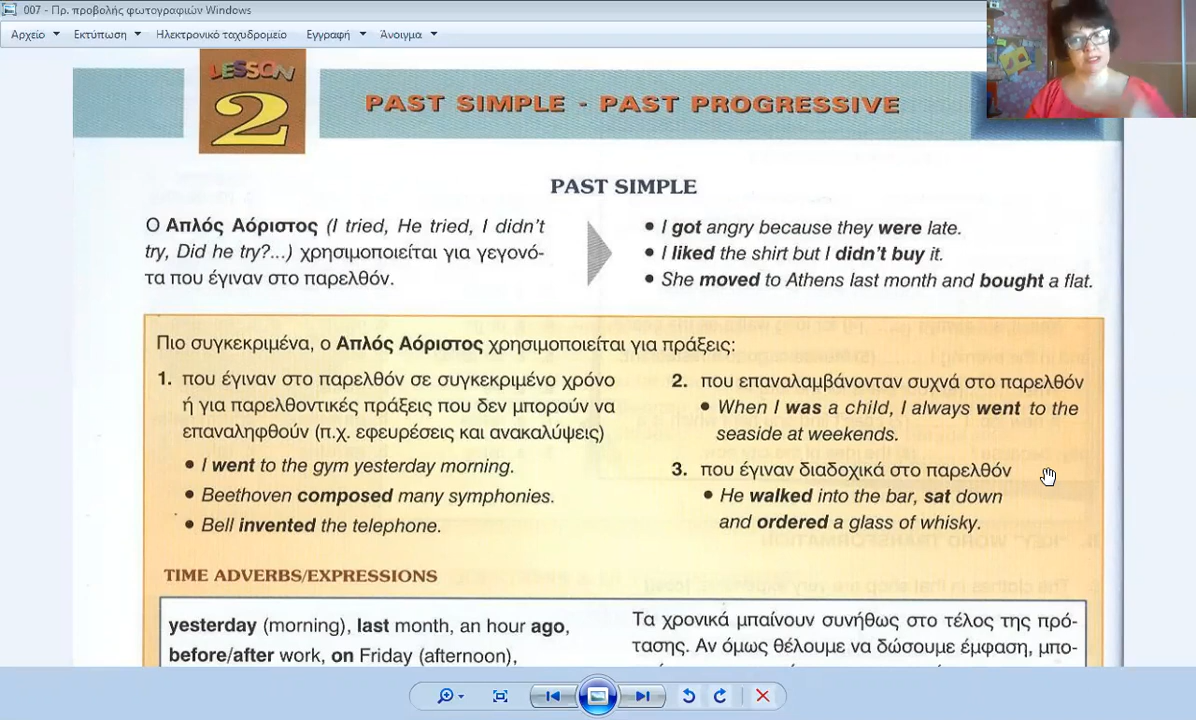 007 - Πρ. προβολής φωτογραφιών Windows
Αρχείο Εκτύπωση Ηλεκτρονικό ταχυδρομείο Εγγραφή Άνοιγμα
LESSON
2
PAST SIMPLE - PAST PROGRESSIVE
PAST SIMPLE
Ο Απλός Αόριστος (I tried, He tried, I didn't
try, Did he try?...) χρησιμοποιείται για γεγονό-
τα που έγιναν στο παρελθόν.
• I got angry because they were late.
• I liked the shirt but I didn't buy it.
• She moved to Athens last month and bought a flat.
Πιο συγκεκριμένα, ο Απλός Αόριστος χρησιμοποιείται για πράξεις:
1. που έγιναν στο παρελθόν σε συγκεκριμένο χρόνο
ή για παρελθοντικές πράξεις που δεν μπορούν να
επαναληφθούν (π.χ. εφευρέσεις και ανακαλύψεις)
• I went to the gym yesterday morning.
• Beethoven composed many symphonies.
• Bell invented the telephone.
2. που επαναλαμβάνονταν συχνά στο παρελθόν
• When I was a child, I always went to the
seaside at weekends.
3. που έγιναν διαδοχικά στο παρελθόν
• He walked into the bar, sat down
and ordered a glass of whisky.
TIME ADVERBS/EXPRESSIONS
yesterday (morning), last month, an hour ago,
before/after work, on Friday (afternoon),
Τα χρονικά μπαίνουν συνήθως στο τέλος της πρό-
τασης. Αν όμως θέλουμε να δώσουμε έμφαση, μπο-